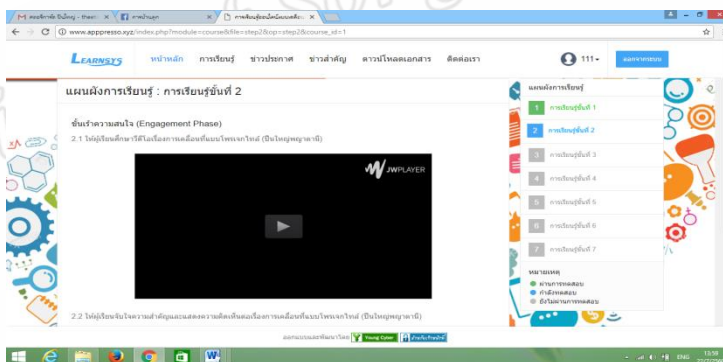 www.apppresso.xyz/index.php?module=course&file=step2&op=step2&course_id=1
LEARNSYS
หน้าหลัก การเรียนรู้ ข่าวประกาศ ข่าวสำคัญ ดาวน์โหลดเอกสาร ติดต่อเรา
111
ออกจากระบบ
แผนผังการเรียนรู้ : การเรียนรู้ขั้นที่ 2
ขั้นเร้าความสนใจ (Engagement Phase)
2.1 ให้ผู้เรียนศึกษาวีดีโอเรื่องการเคลื่อนที่แบบโพรเจกไทล์ (ปืนใหญ่พญาตานี)
JWPLAYER
2.2 ให้ผู้เรียนจับใจความสำคัญและแสดงความคิดเห็นต่อเรื่องการเคลื่อนที่แบบโพรเจกไทล์ (ปืนใหญ่พญาตานี)
แผนผังการเรียนรู้
1 การเรียนรู้ขั้นที่ 1
2 การเรียนรู้ขั้นที่ 2
3 การเรียนรู้ขั้นที่ 3
4 การเรียนรู้ขั้นที่ 4
5 การเรียนรู้ขั้นที่ 5
6 การเรียนรู้ขั้นที่ 6
7 การเรียนรู้ขั้นที่ 7
หมายเหตุ
ผ่านการทดสอบ
กำลังทดสอบ
ยังไม่ผ่านการทดสอบ
ออกแบบและพัฒนาโดย Young Cyber
ENG
13:59